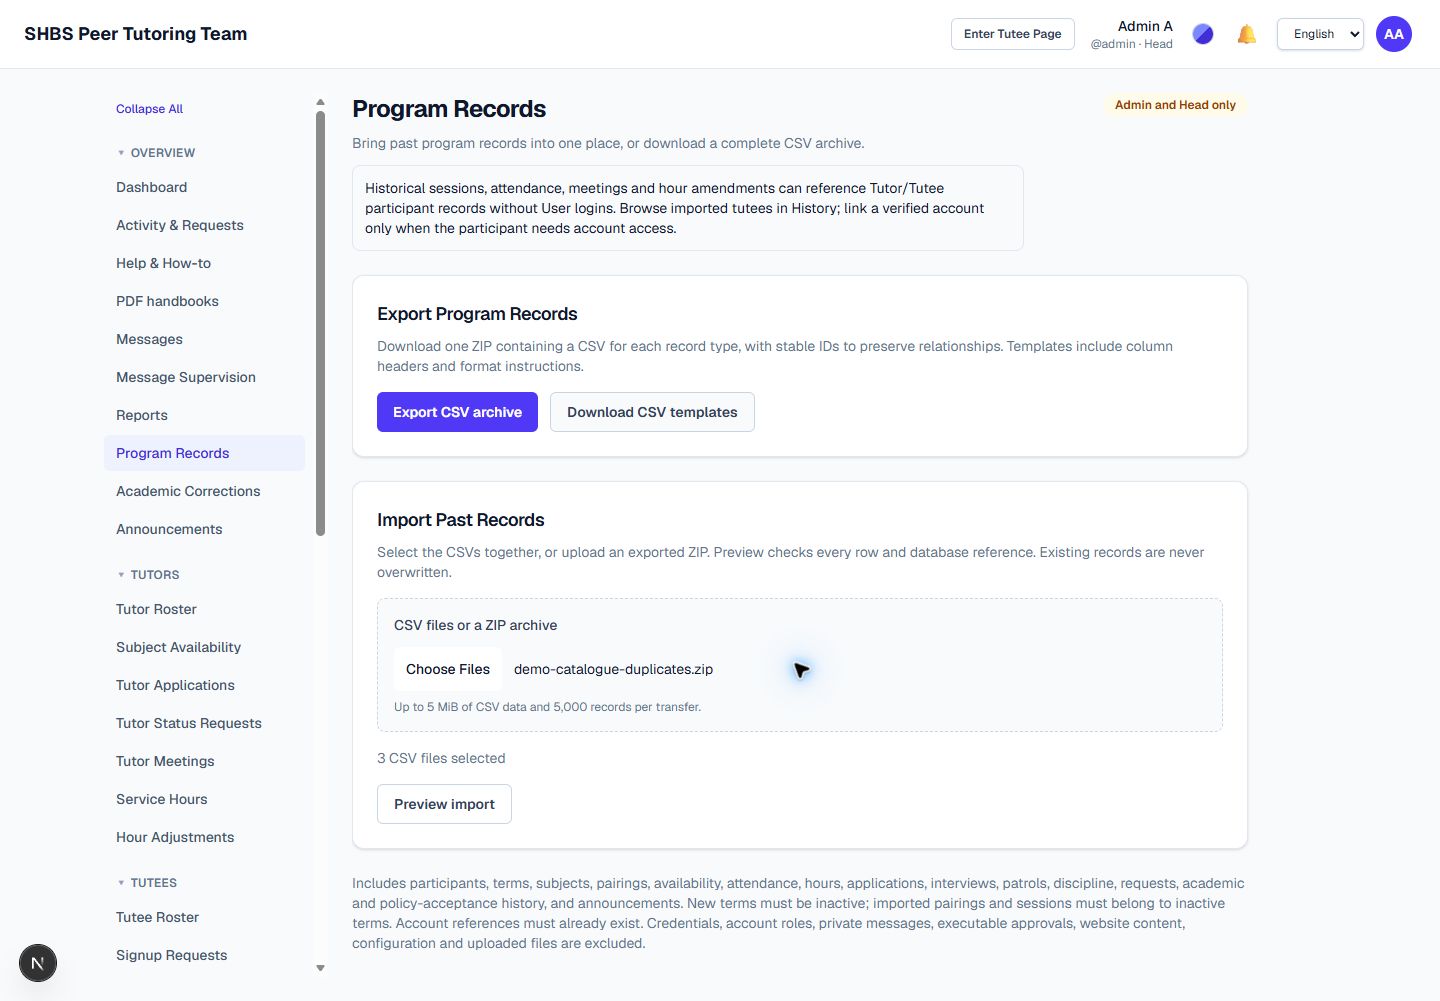 SHBS Peer Tutoring Team
Enter Tutee Page
Admin A
@admin · Head
English
AA
Collapse All
OVERVIEW
Dashboard
Activity & Requests
Help & How-to
PDF handbooks
Messages
Message Supervision
Reports
Program Records
Academic Corrections
Announcements
TUTORS
Tutor Roster
Subject Availability
Tutor Applications
Tutor Status Requests
Tutor Meetings
Service Hours
Hour Adjustments
TUTEES
Tutee Roster
Signup Requests
N
Program Records
Admin and Head only
Bring past program records into one place, or download a complete CSV archive.
Historical sessions, attendance, meetings and hour amendments can reference Tutor/Tutee
participant records without User logins. Browse imported tutees in History; link a verified account
only when the participant needs account access.
Export Program Records
Download one ZIP containing a CSV for each record type, with stable IDs to preserve relationships. Templates include column
headers and format instructions.
Export CSV archive
Download CSV templates
Import Past Records
Select the CSVs together, or upload an exported ZIP. Preview checks every row and database reference. Existing records are never
overwritten.
CSV files or a ZIP archive
Choose Files
demo-catalogue-duplicates.zip
Up to 5 MiB of CSV data and 5,000 records per transfer.
3 CSV files selected
Preview import
Includes participants, terms, subjects, pairings, availability, attendance, hours, applications, interviews, patrols, discipline, requests, academic
and policy-acceptance history, and announcements. New terms must be inactive; imported pairings and sessions must belong to inactive
terms. Account references must already exist. Credentials, account roles, private messages, executable approvals, website content,
configuration and uploaded files are excluded.